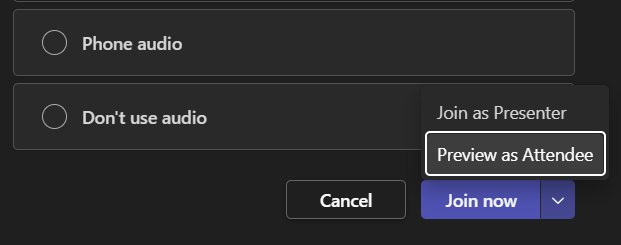 Phone audio
Don't use audio
Join as Presenter
Preview as Attendee
Cancel
Join now